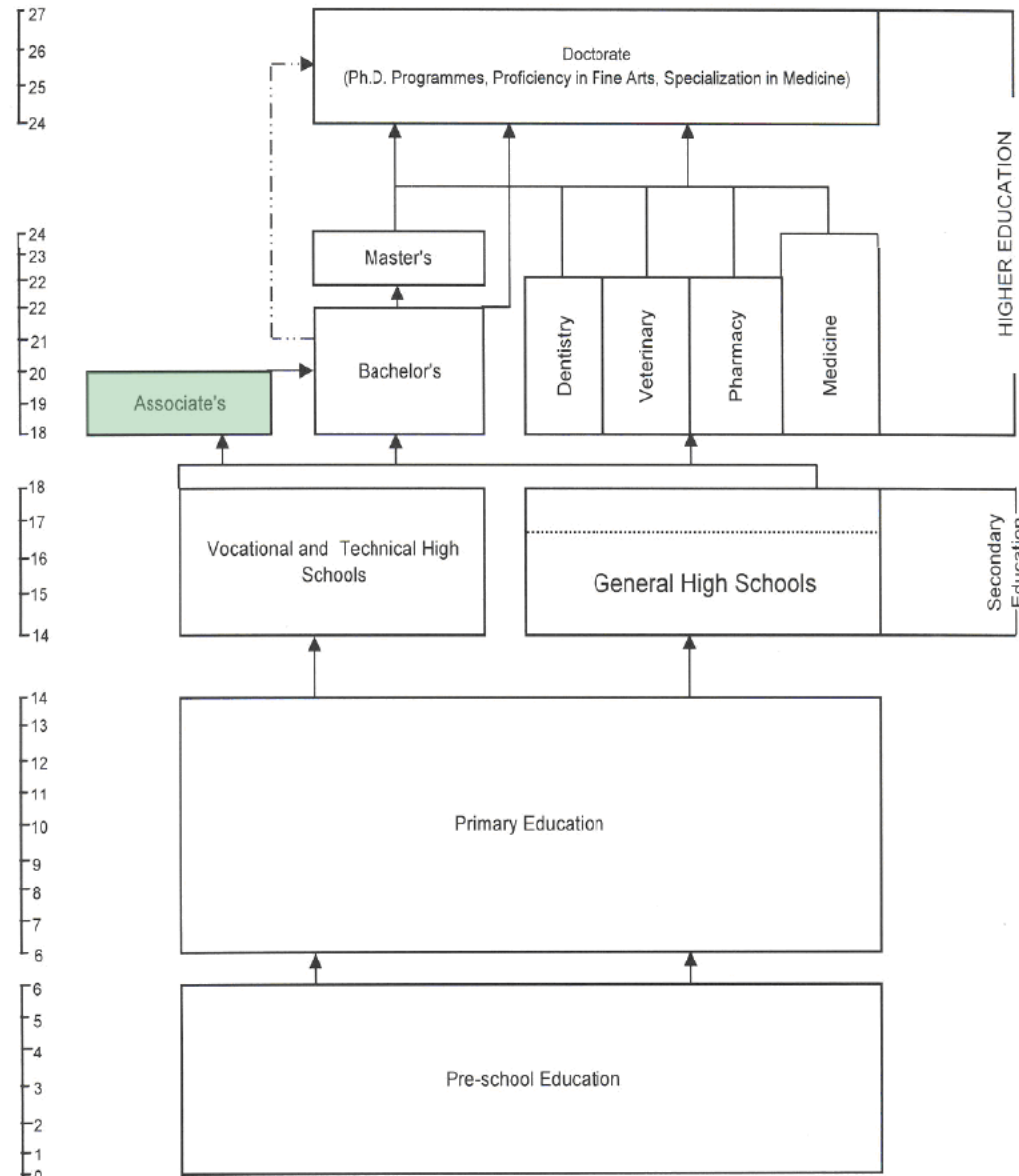 27
26
25
24
Doctorate
(Ph.D. Programmes, Proficiency in Fine Arts, Specialization in Medicine)
HIGHER EDUCATION
24
23
22
22
21
20
19
18
Master's
Bachelor's
Associate's
Dentistry
Veterinary
Pharmacy
Medicine
18
17
16
15
14
Vocational and Technical High
Schools
General High Schools
Secondary
Education
14
13
12
11
10
9
8
7
6
Primary Education
6
5
4
3
2
1
0
Pre-school Education